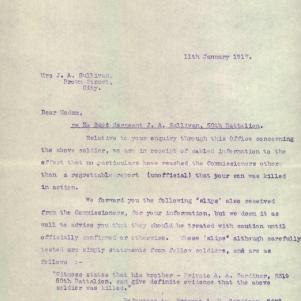 11th January 1917.
Mrs J. A. Sullivan,
Brown Street,
City.
Dear Madam,
Sergeant J. A. Sullivan, 50th Battalion.
Relative to your enquiry through this Office concerning
the above soldier, we are in receipt of cabled information to the
effect that no particulars have reached the Commissioners other
than a regrettable report (unofficial) that your son was killed
in action.
We forward you the following "slips" also received
from the Commissioners, for your information, but we deem it as
well to advise you that they should be treated with caution until
officially confirmed or otherwise. These "slips" although carefully
tested are simply statements from fellow soldiers, and are as
follows :-
"Witness states that his brother - Private A. A. Gardiner,
50th Battalion, can give definite evidence that the above
soldier was killed."